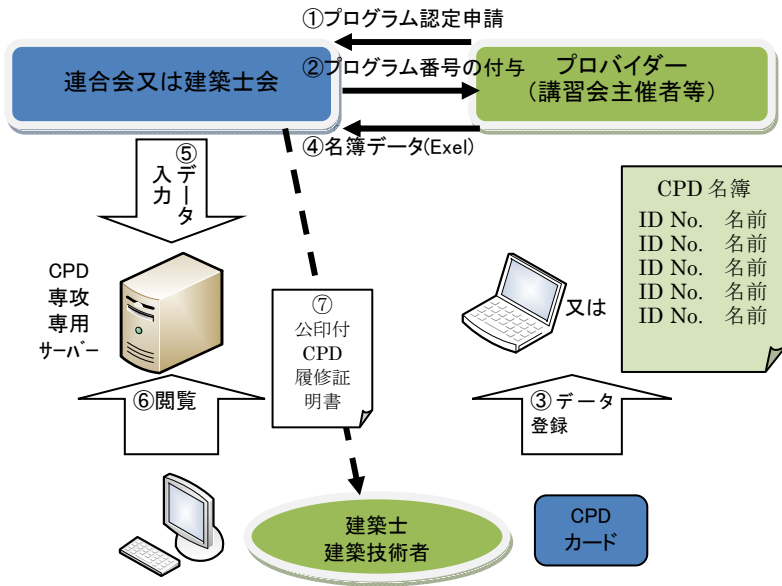 ①プログラム認定申請
連合会又は建築士会
②プログラム番号の付与
プロバイダー
（講習会主催者等）
④名簿データ(Exel)
⑤データ
入力
CPD
専攻
専用
サーバー
⑦
公印付
CPD
履修証
明書
又は
CPD 名簿
ID No. 名前
ID No. 名前
ID No. 名前
ID No. 名前
ID No. 名前
⑥閲覧
③データ
登録
建築士
建築技術者
CPD
カード